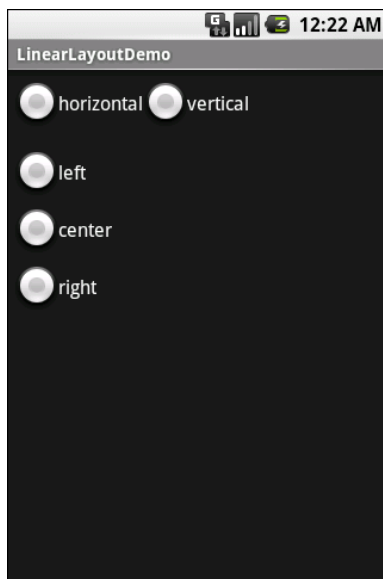 G
12:22 AM
LinearLayoutDemo
horizontal vertical
left
center
right